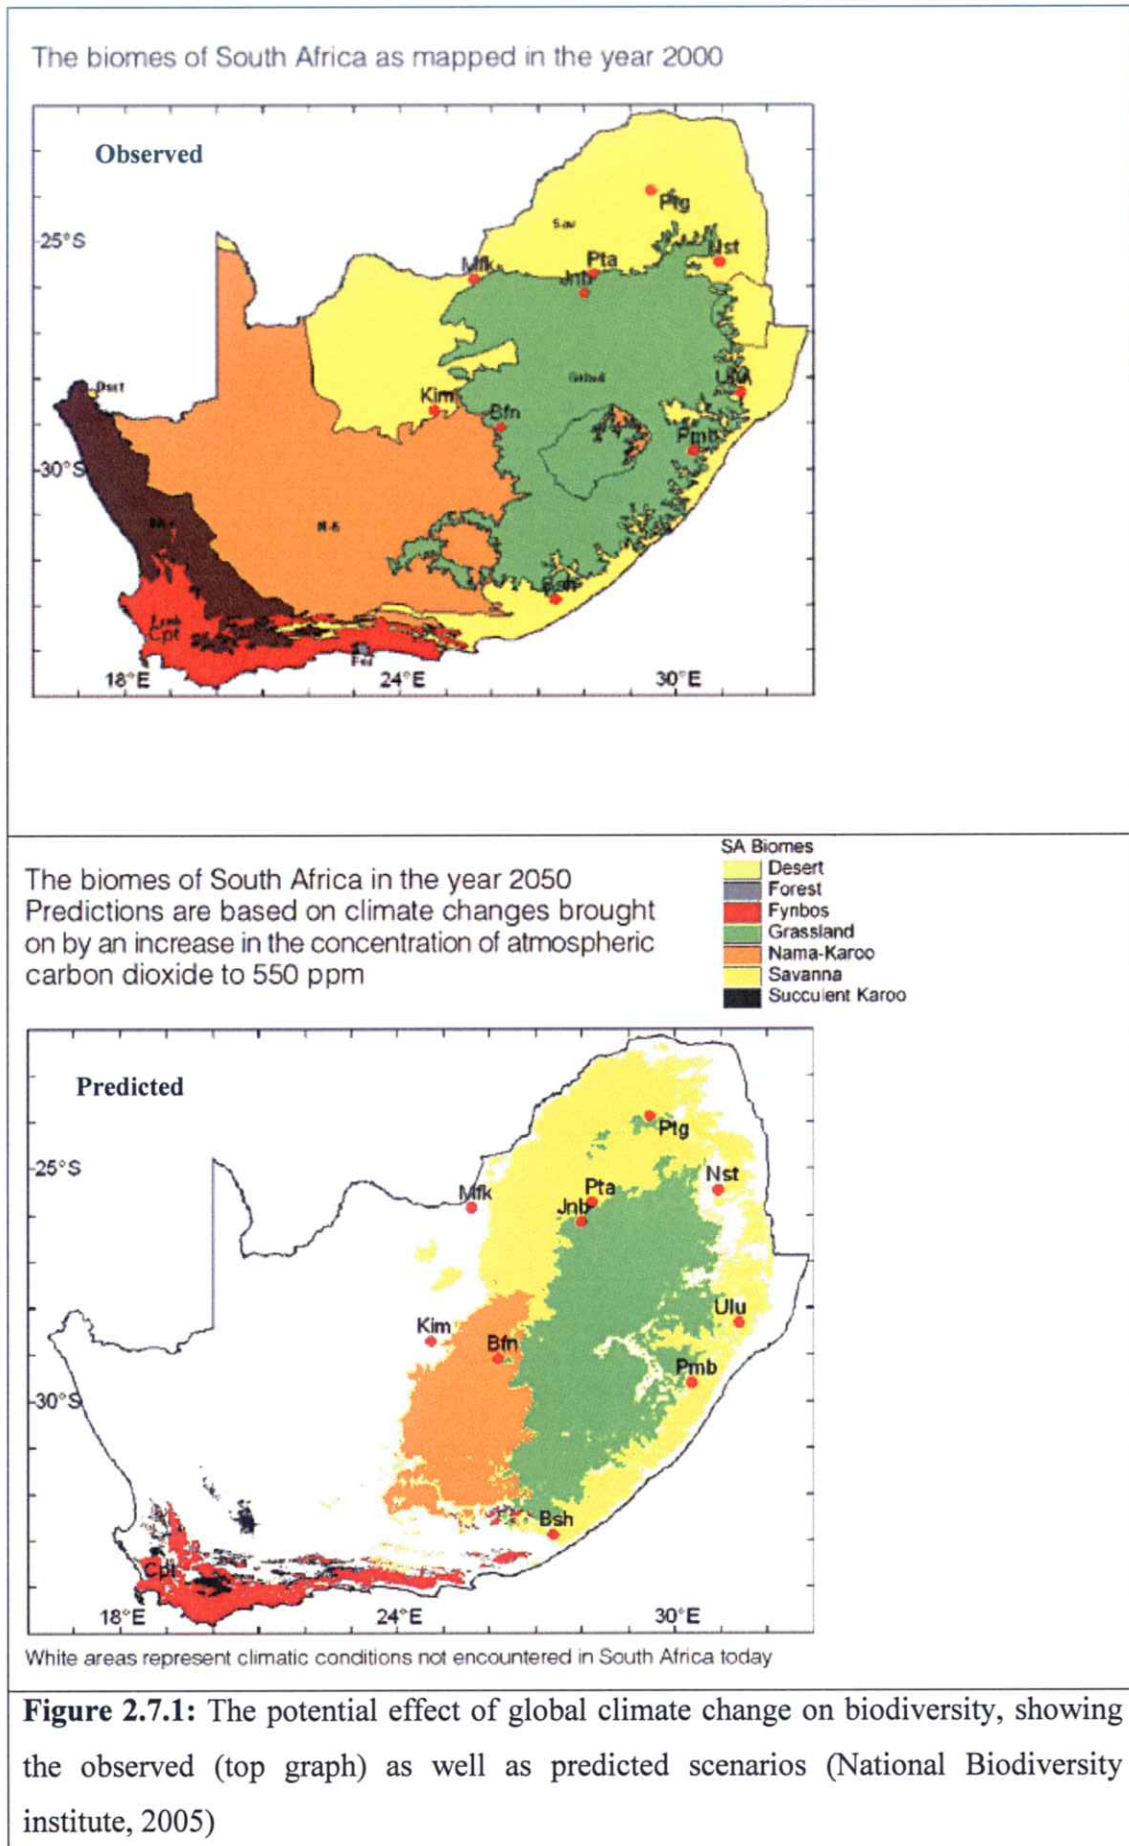 The biomes of South Africa as mapped in the year 2000
Observed
Ptg
Sav
25°S
Mfk
Pta
Nst
Jnb
Dsrt
Kim
Bfn
Pmb
30°S
N-K
Bsh
Cpt
For
18°E
24°E
30°E
The biomes of South Africa in the year 2050
Predictions are based on climate changes brought
on by an increase in the concentration of atmospheric
carbon dioxide to 550 ppm
SA Biomes
Desert
Forest
Fynbos
Grassland
Nama-Karoo
Savanna
Succulent Karoo
Predicted
Ptg
25°S
Nst
Mfk
Pta
Jnb
Ulu
Kim
Bfn
Pmb
30°S
Bsh
Cpt
18°E
24°E
30°E
White areas represent climatic conditions not encountered in South Africa today
Figure 2.7.1: The potential effect of global climate change on biodiversity, showing
the observed (top graph) as well as predicted scenarios (National Biodiversity
institute, 2005)